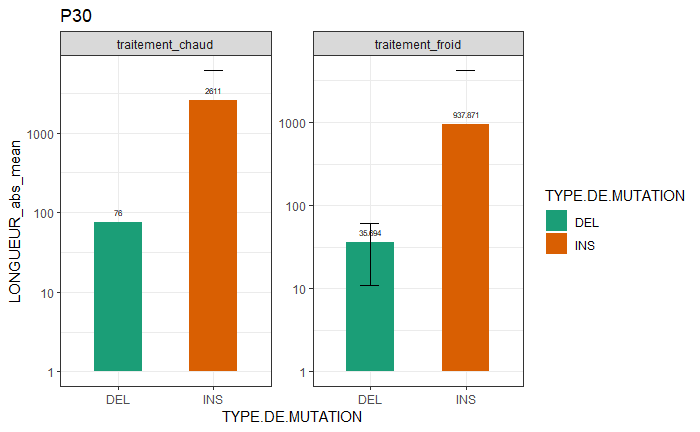 P30
traitement_chaud
traitement_froid
LONGUEUR_abs_mean
1000
100
10
1
76
2611
DEL
INS
1000
100
10
1
35.694
937.871
DEL
INS
TYPE.DE.MUTATION
TYPE.DE.MUTATION
DEL
INS